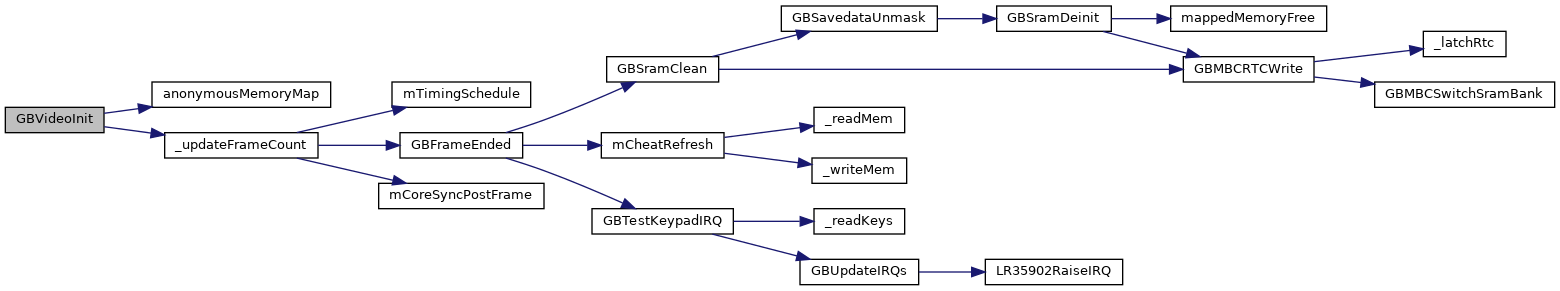 GBVideoInit
anonymousMemoryMap
_updateFrameCount
mTimingSchedule
GBFrameEnded
mCoreSyncPostFrame
GBSramClean
mCheatRefresh
GBTestKeypadIRQ
GBSavedataUnmask
_readMem
_writeMem
_readKeys
GBUpdateIRQs
GBSramDeinit
LR35902RaiseIRQ
mappedMemoryFree
GBMBCRTCWrite
_latchRtc
GBMBCSwitchSramBank